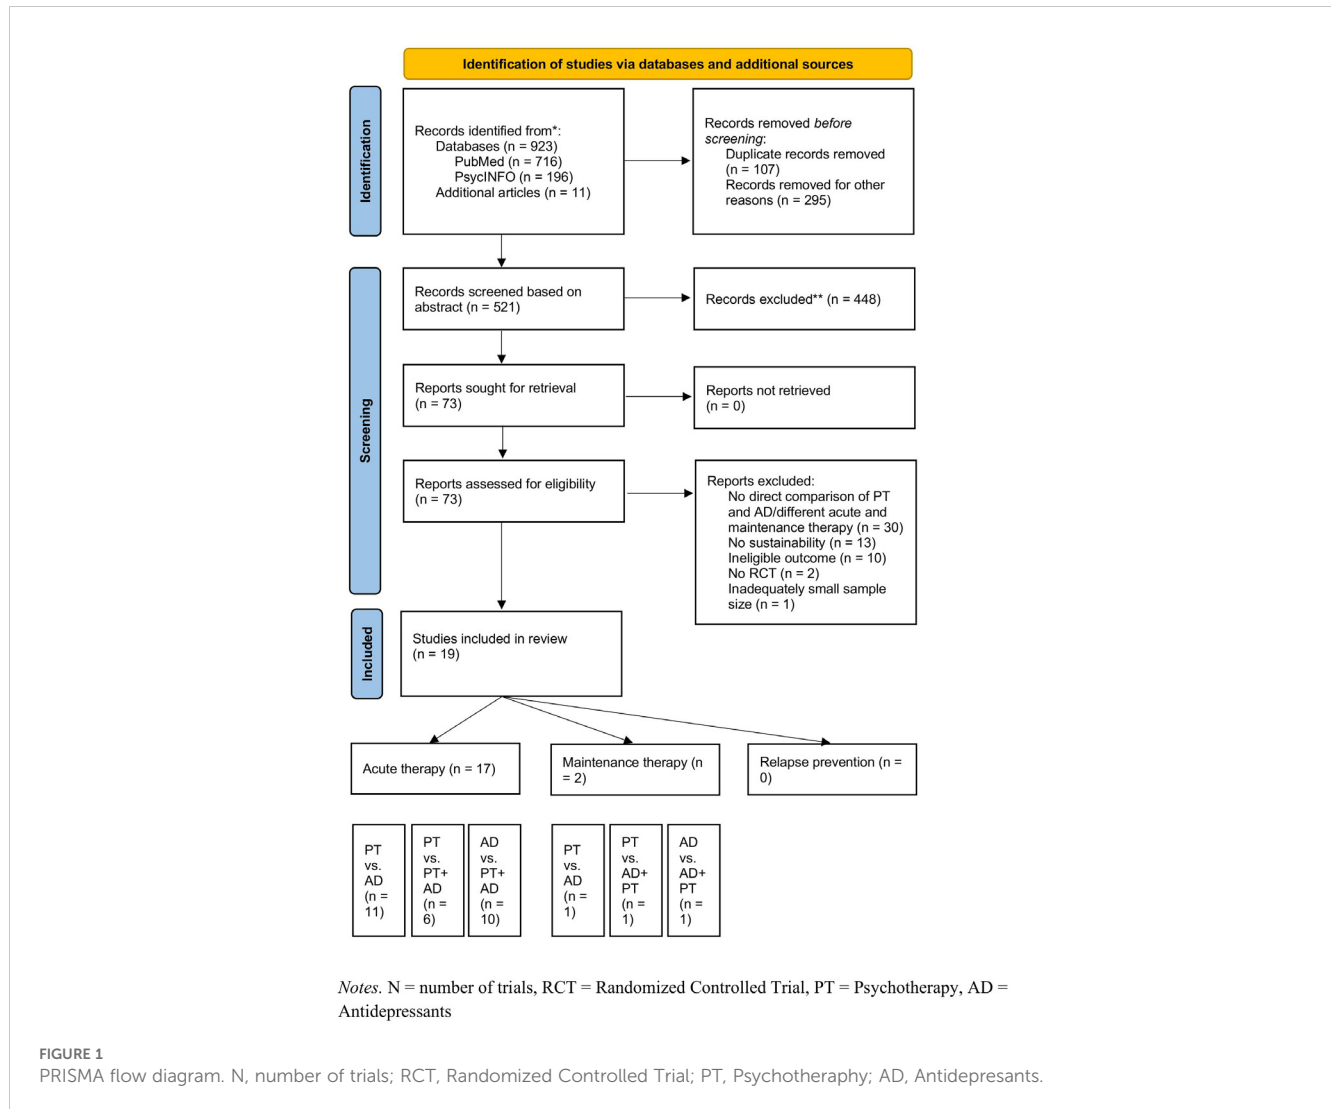 Identification of studies via databases and additional sources
Identification
Records identified from*:
Databases (n = 923)
PubMed (n = 716)
PsycINFO (n = 196)
Additional articles (n = 11)
Records removed before
screening:
Duplicate records removed
(n = 107)
Records removed for other
reasons (n = 295)
Screening
Records screened based on
abstract (n = 521)
Records excluded** (n = 448)
Reports sought for retrieval
(n = 73)
Reports not retrieved
(n = 0)
Reports assessed for eligibility
(n = 73)
Reports excluded:
No direct comparison of PT
and AD/different acute and
maintenance therapy (n = 30)
No sustainability (n = 13)
Ineligible outcome (n = 10)
No RCT (n = 2)
Inadequately small sample
size (n = 1)
Included
Studies included in review
(n = 19)
Acute therapy (n = 17)
Maintenance therapy (n
= 2)
Relapse prevention (n =
0)
PT
vs.
AD
(n =
11)
PT
vs.
PT+
AD
(n =
6)
AD
vs.
PT+
AD
(n =
10)
PT
vs.
AD
(n =
1)
PT
vs.
AD+
PT
(n =
1)
AD
vs.
AD+
PT
(n =
1)
Notes. N = number of trials, RCT = Randomized Controlled Trial, PT = Psychotherapy, AD =
Antidepressants
FIGURE 1
PRISMA flow diagram. N, number of trials; RCT, Randomized Controlled Trial; PT, Psychotheraphy; AD, Antidepresants.